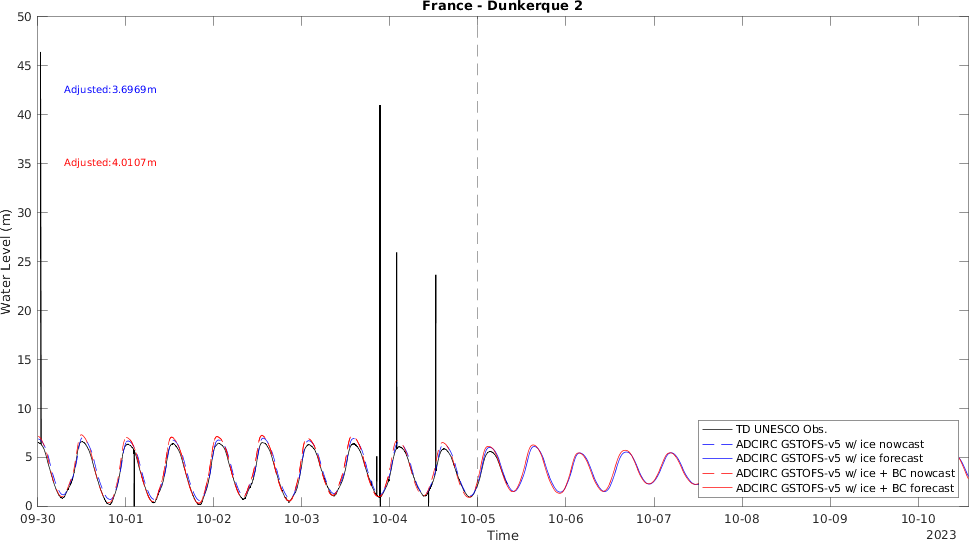 France - Dunkerque 2
50
45
40
35
30
25
20
15
10
5
0
Water Level (m)
Adjusted:3.6969m
Adjusted:4.0107m
TD UNESCO Obs.
ADCIRC GSTOFS-v5 w/ ice nowcast
ADCIRC GSTOFS-v5 w/ ice forecast
ADCIRC GSTOFS-v5 w/ ice + BC nowcast
ADCIRC GSTOFS-v5 w/ ice + BC forecast
09-30 10-01 10-02 10-03 10-04 10-05 10-06 10-07 10-08 10-09 10-10
Time
2023